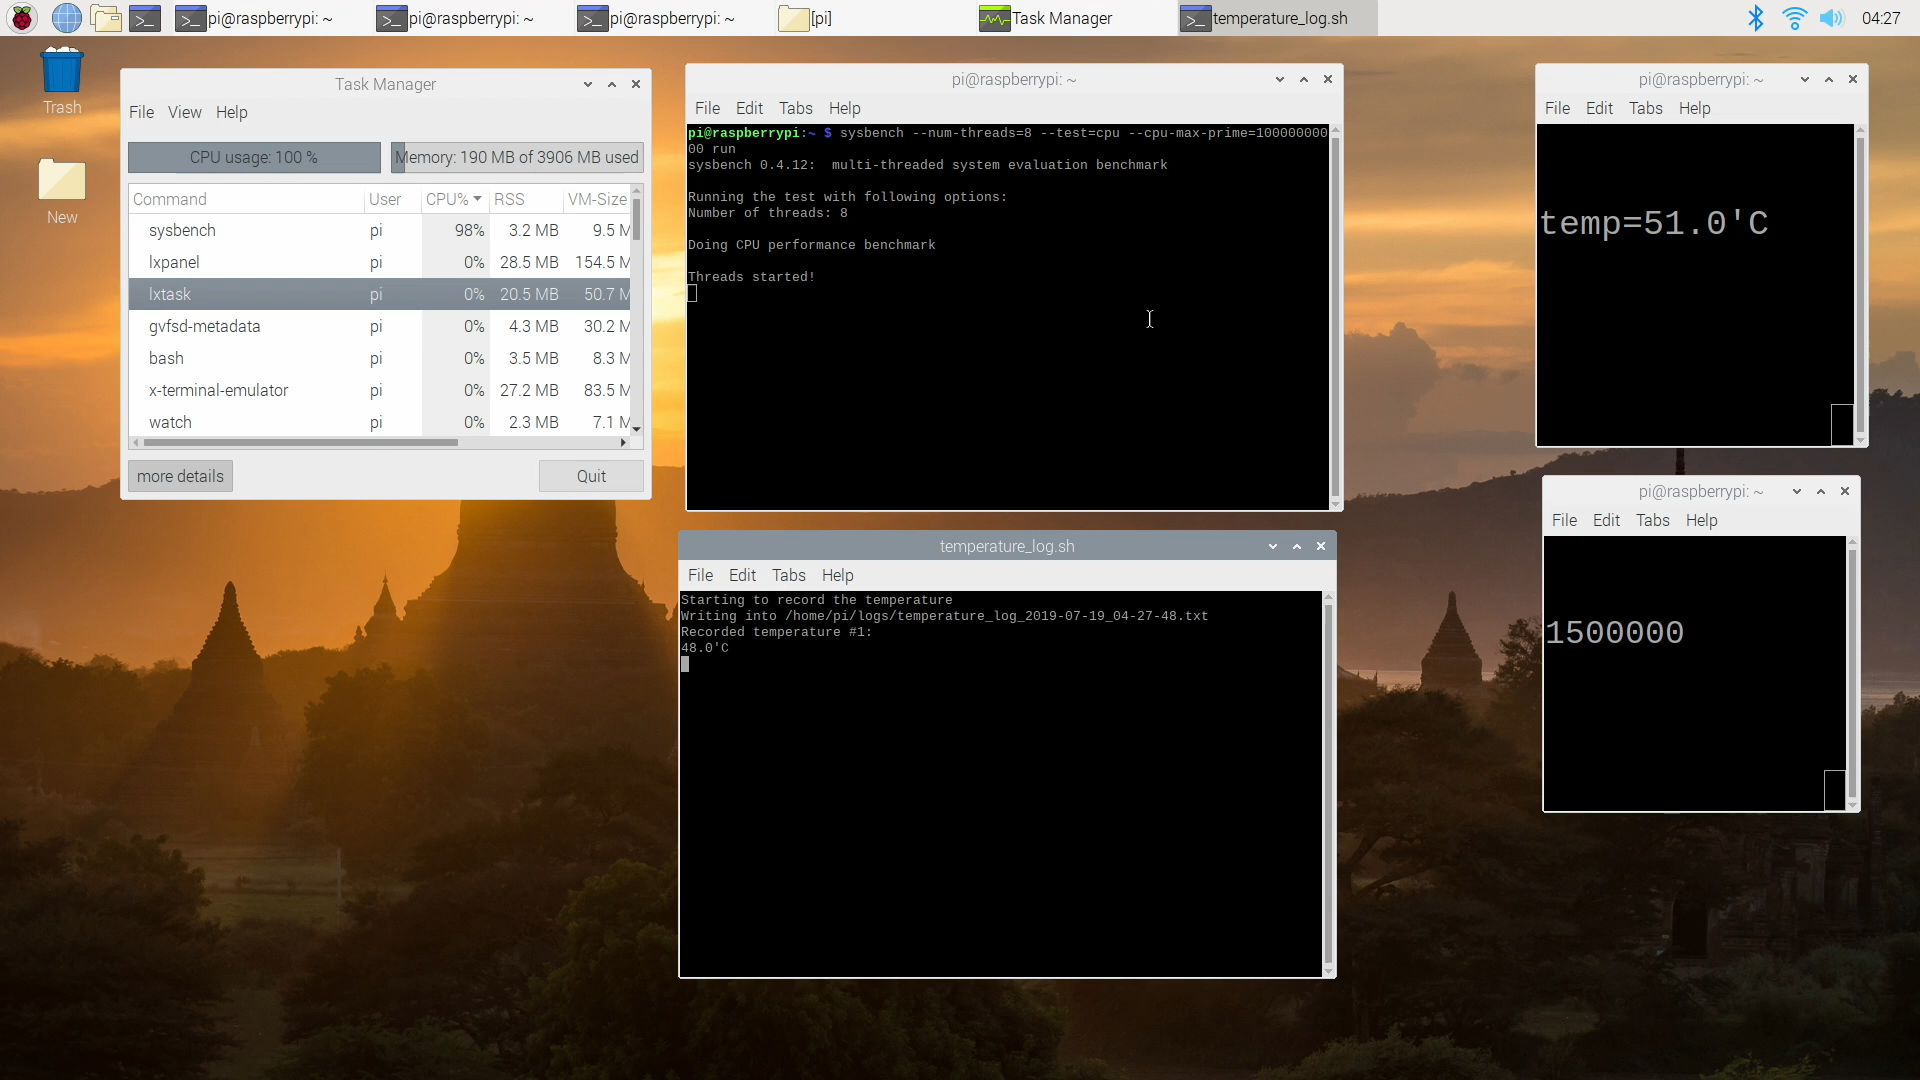 pi@raspberrypi: ~
pi@raspberrypi: ~
pi@raspberrypi: ~
[pi]
Task Manager
temperature_log.sh
04:27
Trash
New
Task Manager
File View Help
CPU usage: 100 %
Memory: 190 MB of 3906 MB used
Command User CPU% RSS VM-Size
sysbench pi 98% 3.2 MB 9.5 M
lxpanel pi 0% 28.5 MB 154.5 M
lxtask pi 0% 20.5 MB 50.7 M
gvfsd-metadata pi 0% 4.3 MB 30.2 M
bash pi 0% 3.5 MB 8.3 M
x-terminal-emulator pi 0% 27.2 MB 83.5 M
watch pi 0% 2.3 MB 7.1 M
more details
Quit
pi@raspberrypi: ~
File Edit Tabs Help
pi@raspberrypi:~ $ sysbench --num-threads=8 --test=cpu --cpu-max-prime=100000000
00 run
sysbench 0.4.12:  multi-threaded system evaluation benchmark
Running the test with following options:
Number of threads: 8
Doing CPU performance benchmark
Threads started!
temperature_log.sh
File Edit Tabs Help
Starting to record the temperature
Writing into /home/pi/logs/temperature_log_2019-07-19_04-27-48.txt
Recorded temperature #1:
48.0'C
pi@raspberrypi: ~
File Edit Tabs Help
temp=51.0'C
pi@raspberrypi: ~
File Edit Tabs Help
1500000